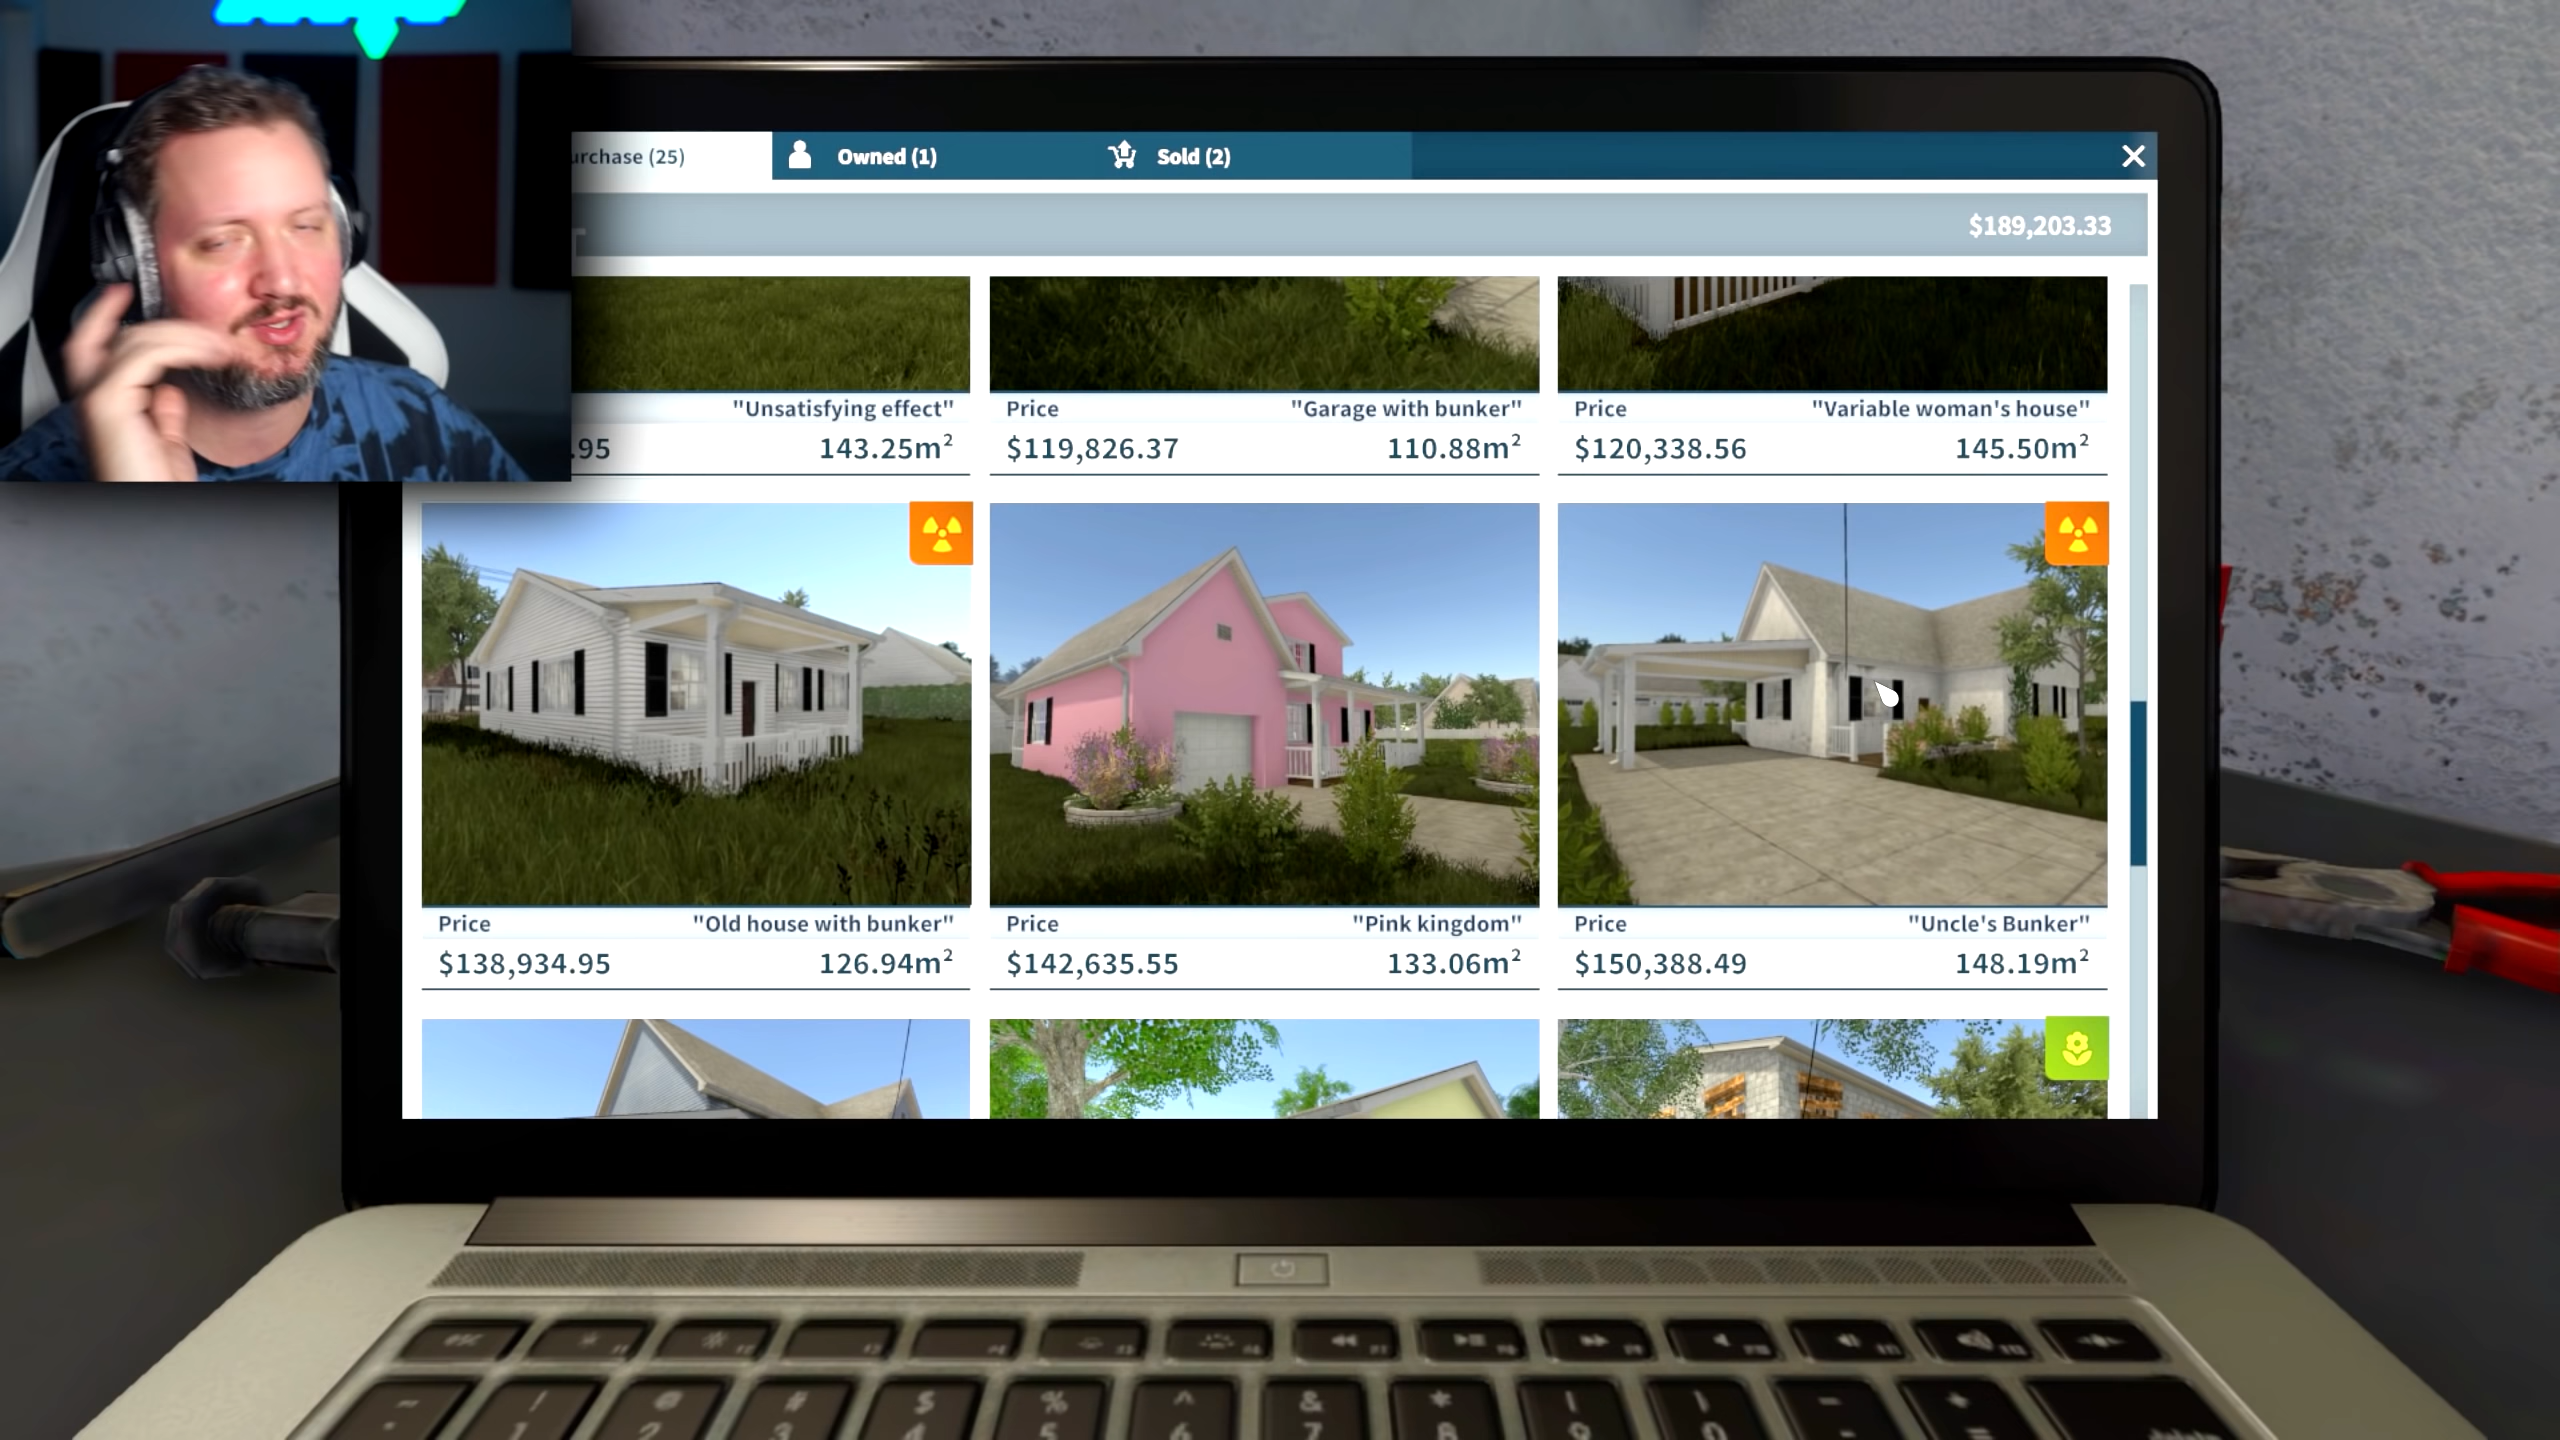 urchase (25)
Owned (1)
Sold (2)
$189,203.33
"Unsatisfying effect"
.95
143.25m²
Price
"Garage with bunker"
$119,826.37
110.88m²
Price
"Variable woman's house"
$120,338.56
145.50m²
Price
"Old house with bunker"
$138,934.95
126.94m²
Price
"Pink kingdom"
$142,635.55
133.06m²
Price
"Uncle's Bunker"
$150,388.49
148.19m²